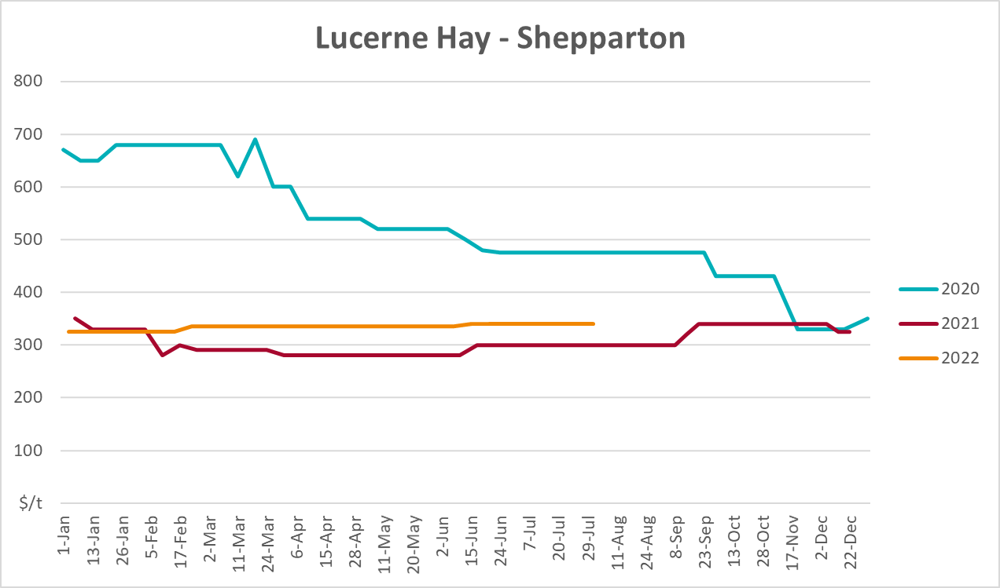 Lucerne Hay - Shepparton
800
700
600
500
400
300
200
100
$/t
1-Jan
13-Jan
26-Jan
5-Feb
17-Feb
2-Mar
11-Mar
24-Mar
6-Apr
15-Apr
28-Apr
11-May
20-May
2-Jun
15-Jun
24-Jun
7-Jul
20-Jul
29-Jul
11-Aug
24-Aug
8-Sep
23-Sep
13-Oct
28-Oct
17-Nov
2-Dec
22-Dec
2020
2021
2022